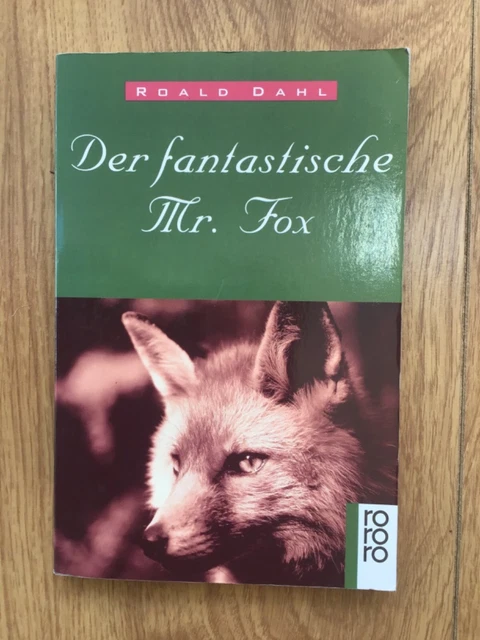 ROALD DAHL
Der fantastische
Mr. Fox
ro
ro
ro